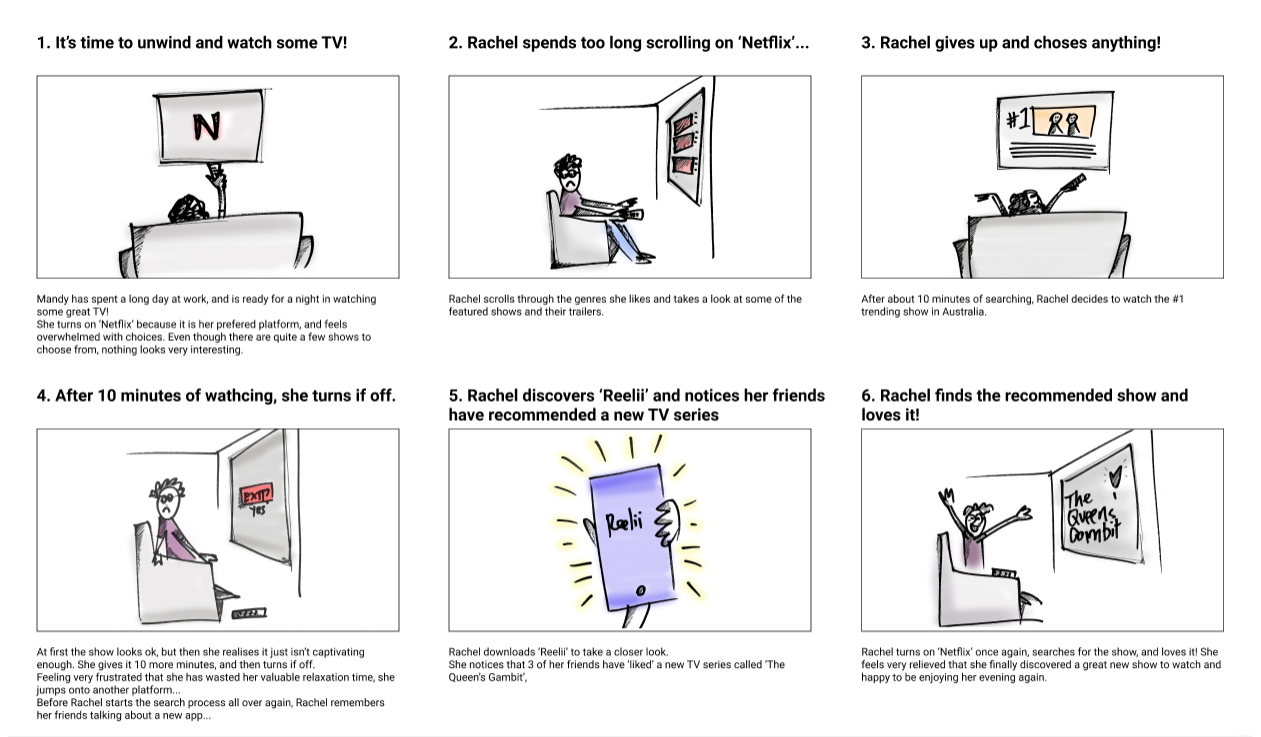 1. It's time to unwind and watch some TV!
N
Mandy has spent a long day at work, and is ready for a night in watching
some great TV!
She turns on 'Netflix' because it is her prefered platform, and feels
overwhelmed with choices. Even though there are quite a few shows to
choose from, nothing looks very interesting.
2. Rachel spends too long scrolling on 'Netflix'...
Rachel scrolls through the genres she likes and takes a look at some of the
featured shows and their trailers.
3. Rachel gives up and choses anything!
#1
After about 10 minutes of searching, Rachel decides to watch the #1
trending show in Australia.
4. After 10 minutes of wathcing, she turns if off.
EXIT?
Yes
At first the show looks ok, but then she realises it just isn't captivating
enough. She gives it 10 more minutes, and then turns if off.
Feeling very frustrated that she has wasted her valuable relaxation time, she
jumps onto another platform...
Before Rachel starts the search process all over again, Rachel remembers
her friends talking about a new app...
5. Rachel discovers 'Reelii' and notices her friends
have recommended a new TV series
Reelii
Rachel downloads 'Reelii' to take a closer look.
She notices that 3 of her friends have 'liked' a new TV series called 'The
Queen's Gambit',
6. Rachel finds the recommended show and
loves it!
The
Queens
Gombit
Rachel turns on 'Netflix' once again, searches for the show, and loves it! She
feels very relieved that she finally discovered a great new show to watch and
happy to be enjoying her evening again.